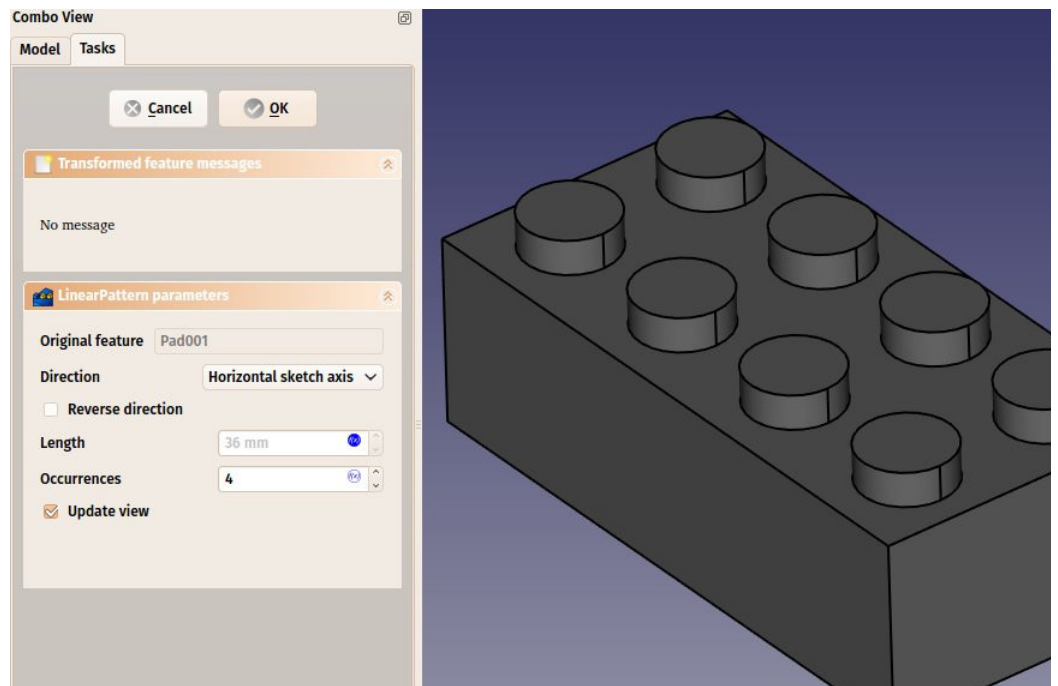 Combo View
Model Tasks
Cancel OK
Transformed feature messages
No message
LinearPattern parameters
Original feature Pad001
Direction Horizontal sketch axis
Reverse direction
Length 36 mm f(x)
Occurrences 4 f(x)
Update view